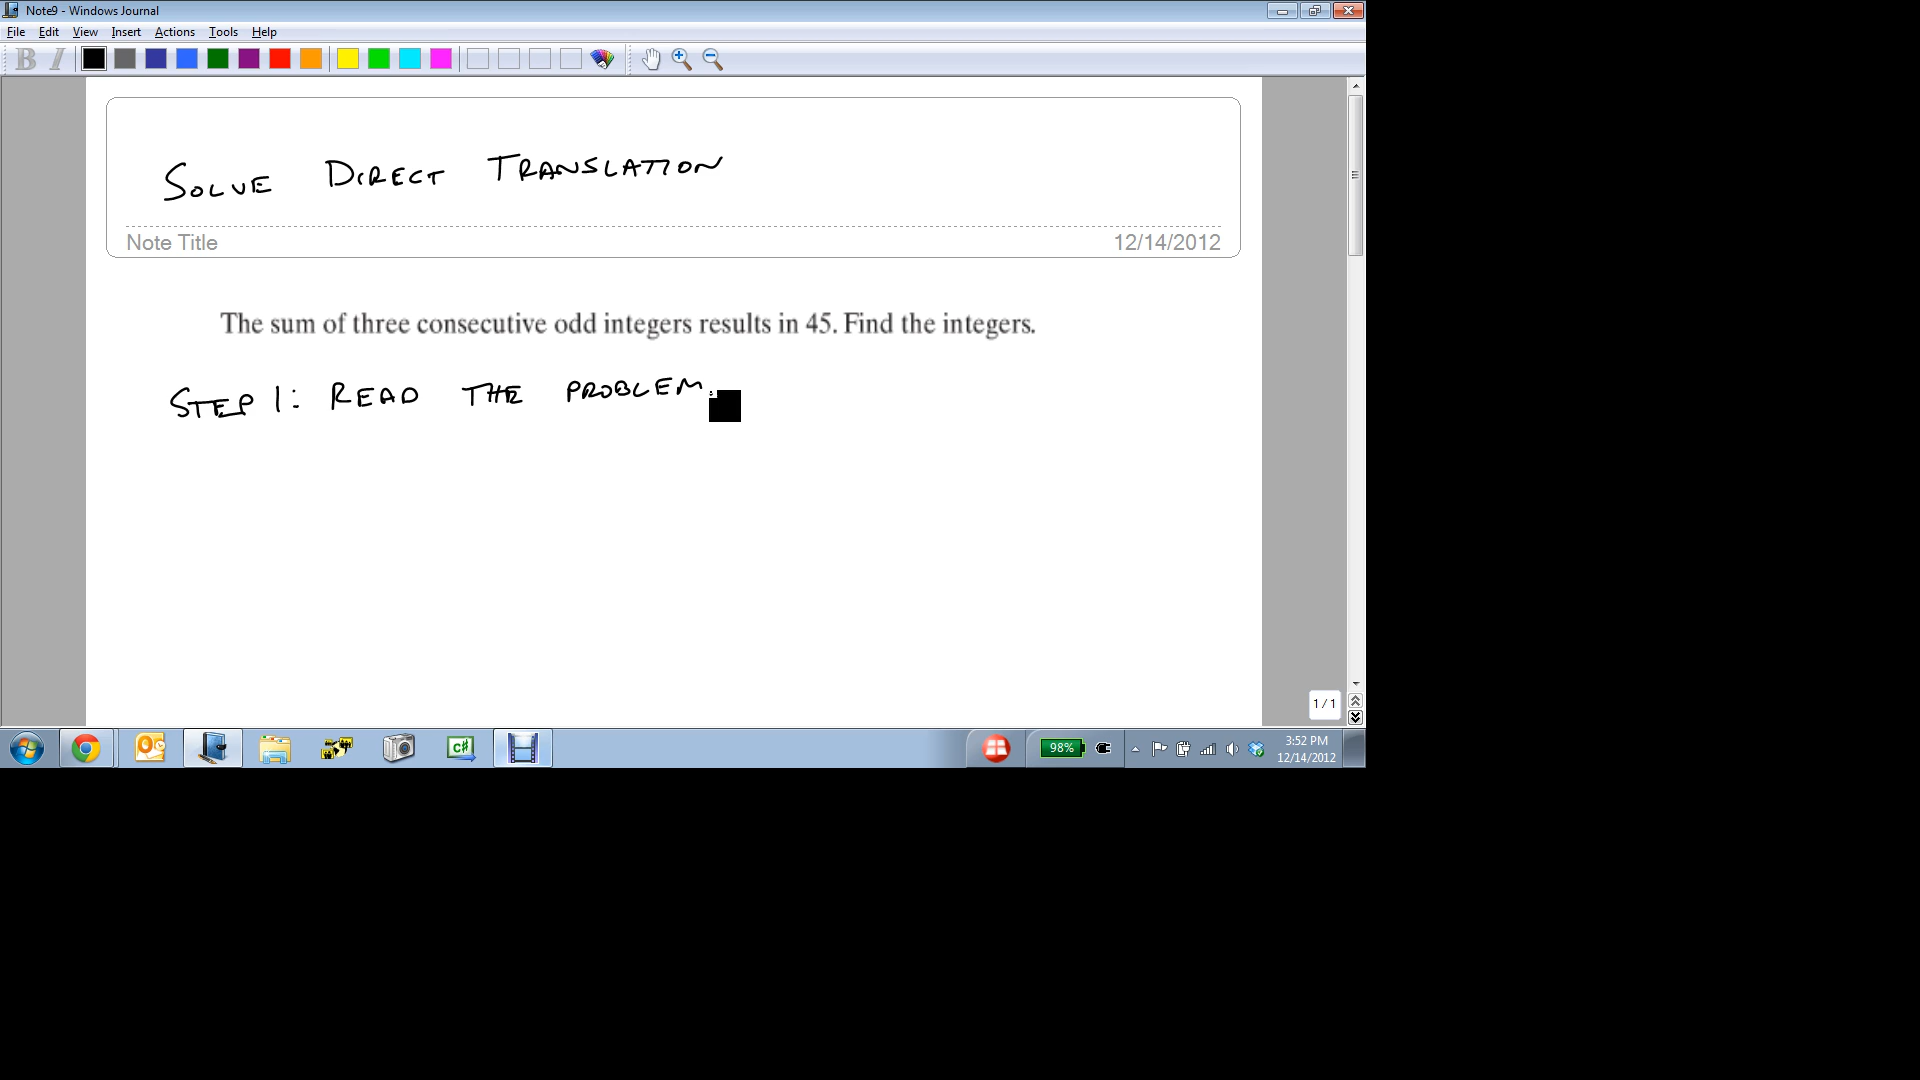 Note9 - Windows Journal
File Edit View Insert Actions Tools Help
B I
SOLVE DIRECT TRANSLATION
Note Title 12/14/2012
The sum of three consecutive odd integers results in 45. Find the integers.
STEP 1: READ THE PROBLEM.
1 / 1
C# 98% 3:52 PM
12/14/2012